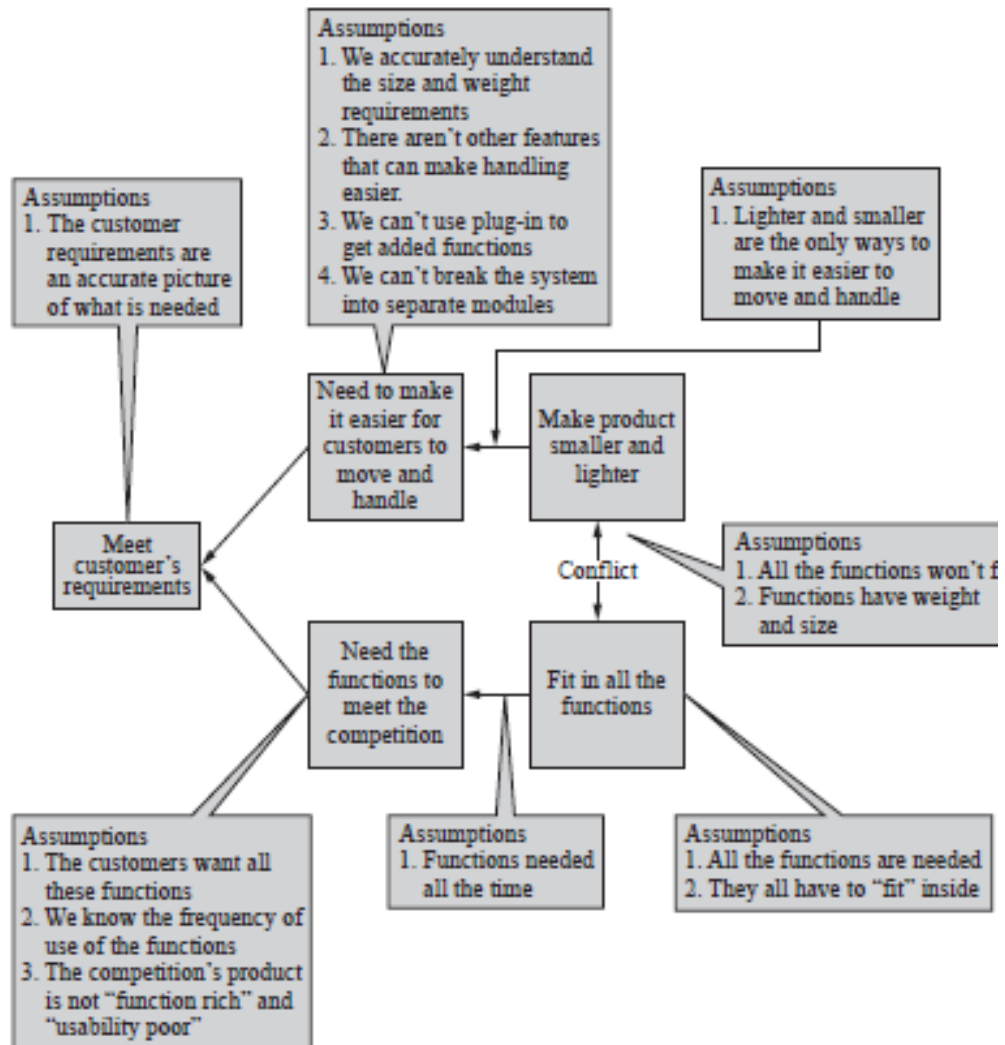 Assumptions
1. We accurately understand
the size and weight
requirements
2. There aren't other features
that can make handling
easier.
3. We can't use plug-in to
get added functions
4. We can't break the system
into separate modules
Assumptions
1. The customer
requirements are
an accurate picture
of what is needed
Assumptions
1. Lighter and smaller
are the only ways to
make it easier to
move and handle
Need to make
it easier for
customers to
move and
handle
Make product
smaller and
lighter
Meet
customer's
requirements
Conflict
Assumptions
1. All the functions won't f
2. Functions have weight
and size
Need the
functions to
meet the
competition
Fit in all the
functions
Assumptions
1. The customers want all
these functions
2. We know the frequency of
use of the functions
3. The competition's product
is not "function rich" and
"usability poor"
Assumptions
1. Functions needed
all the time
Assumptions
1. All the functions are needed
2. They all have to "fit" inside